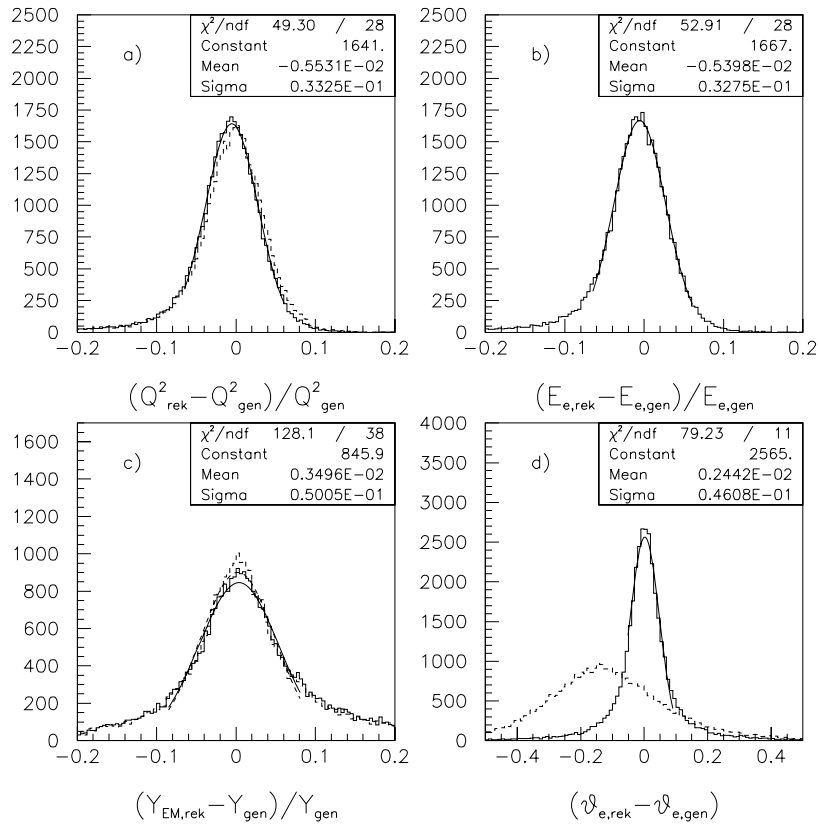 a)
χ²/ndf 49.30 / 28
Constant 1641.
Mean −0.5531E−02
Sigma 0.3325E−01
2500
2250
2000
1750
1500
1250
1000
750
500
250
0
−0.2 −0.1 0 0.1 0.2
(Q²rek−Q²gen)/Q²gen
b)
χ²/ndf 52.91 / 28
Constant 1667.
Mean −0.5398E−02
Sigma 0.3275E−01
2500
2250
2000
1750
1500
1250
1000
750
500
250
0
−0.2 −0.1 0 0.1 0.2
(Ee,rek−Ee,gen)/Ee,gen
c)
χ²/ndf 128.1 / 38
Constant 845.9
Mean 0.3496E−02
Sigma 0.5005E−01
1600
1400
1200
1000
800
600
400
200
0
−0.2 −0.1 0 0.1 0.2
(YEM,rek−Ygen)/Ygen
d)
χ²/ndf 79.23 / 11
Constant 2565.
Mean 0.2442E−02
Sigma 0.4608E−01
4000
3500
3000
2500
2000
1500
1000
500
0
−0.4 −0.2 0 0.2 0.4
(ϑe,rek−ϑe,gen)